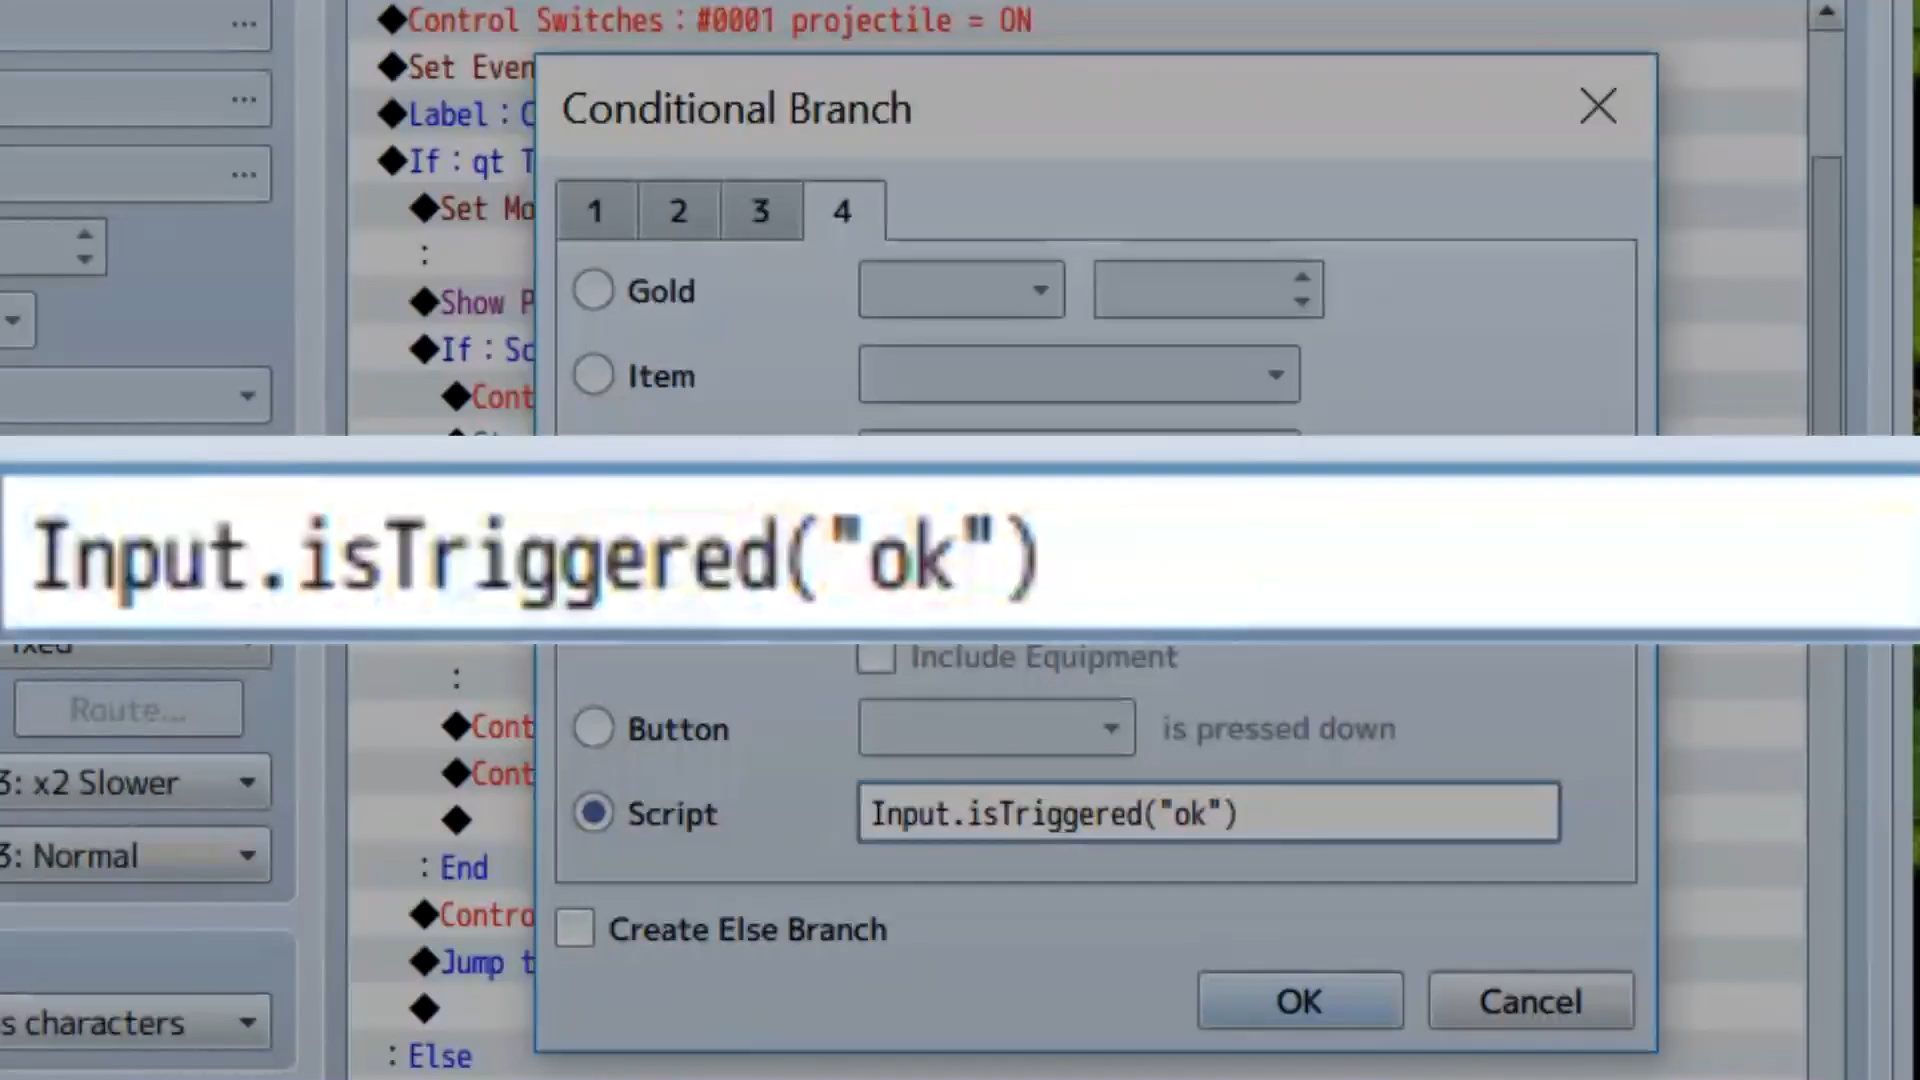 ◆Control Switches : #0001 projectile = ON
◆Set Even
◆Label :
◆If : qt T
◆Set Mo
:
◆Show P
◆If : Sc
◆Cont
Conditional Branch
1 2 3 4
Gold
Item
Input.isTriggered("ok")
Include Equipment
Button is pressed down
Script Input.isTriggered("ok")
Create Else Branch
OK Cancel
Route...
3: x2 Slower
3: Normal
s characters
:
◆Cont
◆Cont
◆
: End
◆Contro
◆Jump t
◆
: Else